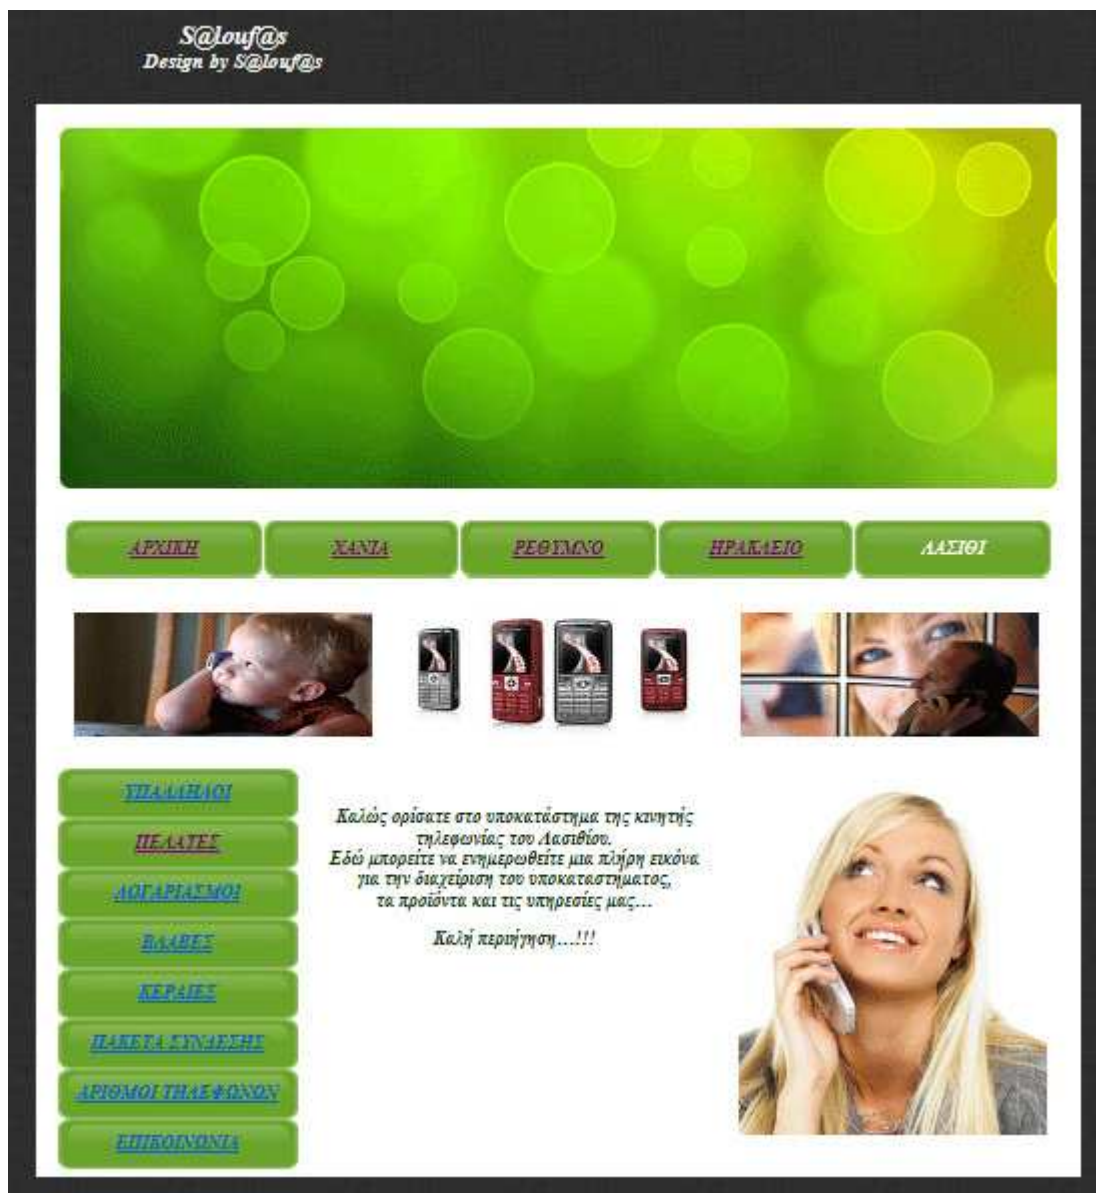 S@louf@s
Design by S@louf@s
ΑΡΧΙΚΗ
ΧΑΝΙΑ
ΡΕΘΥΜΝΟ
ΗΡΑΚΛΕΙΟ
ΛΑΣΙΘΙ
ΥΠΑΛΛΗΛΟΙ
ΠΕΛΑΤΕΣ
ΛΟΓΑΡΙΑΣΜΟΙ
ΒΛΑΒΕΣ
ΚΕΡΑΙΕΣ
ΠΑΚΕΤΑ ΣΥΝΔΕΣΗΣ
ΑΡΙΘΜΟΙ ΤΗΛΕΦΩΝΩΝ
ΕΠΙΚΟΙΝΩΝΙΑ
Καλώς ορίσατε στο υποκατάστημα της κινητής
τηλεφωνίας του Λασιθίου.
Εδώ μπορείτε να ενημερωθείτε μια πλήρη εικόνα
για την διαχείριση του υποκαταστήματος,
τα προϊόντα και τις υπηρεσίες μας...
Καλή περιήγηση...!!!